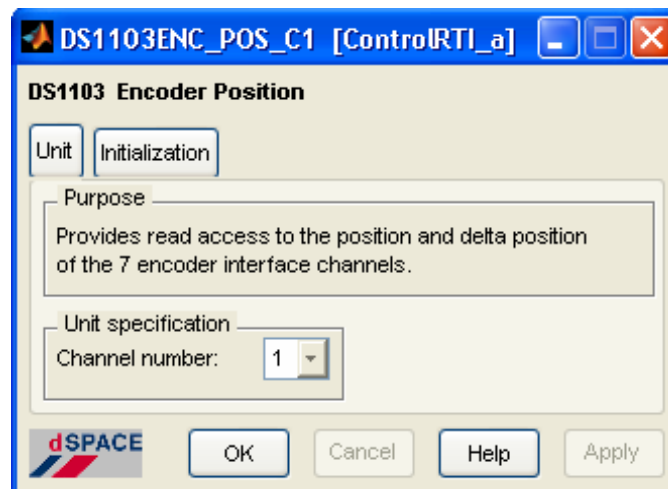 DS1103ENC_POS_C1 [ControlRTI_a]
DS1103 Encoder Position
Unit Initialization
Purpose
Provides read access to the position and delta position
of the 7 encoder interface channels.
Unit specification
Channel number: 1
dSPACE OK Cancel Help Apply